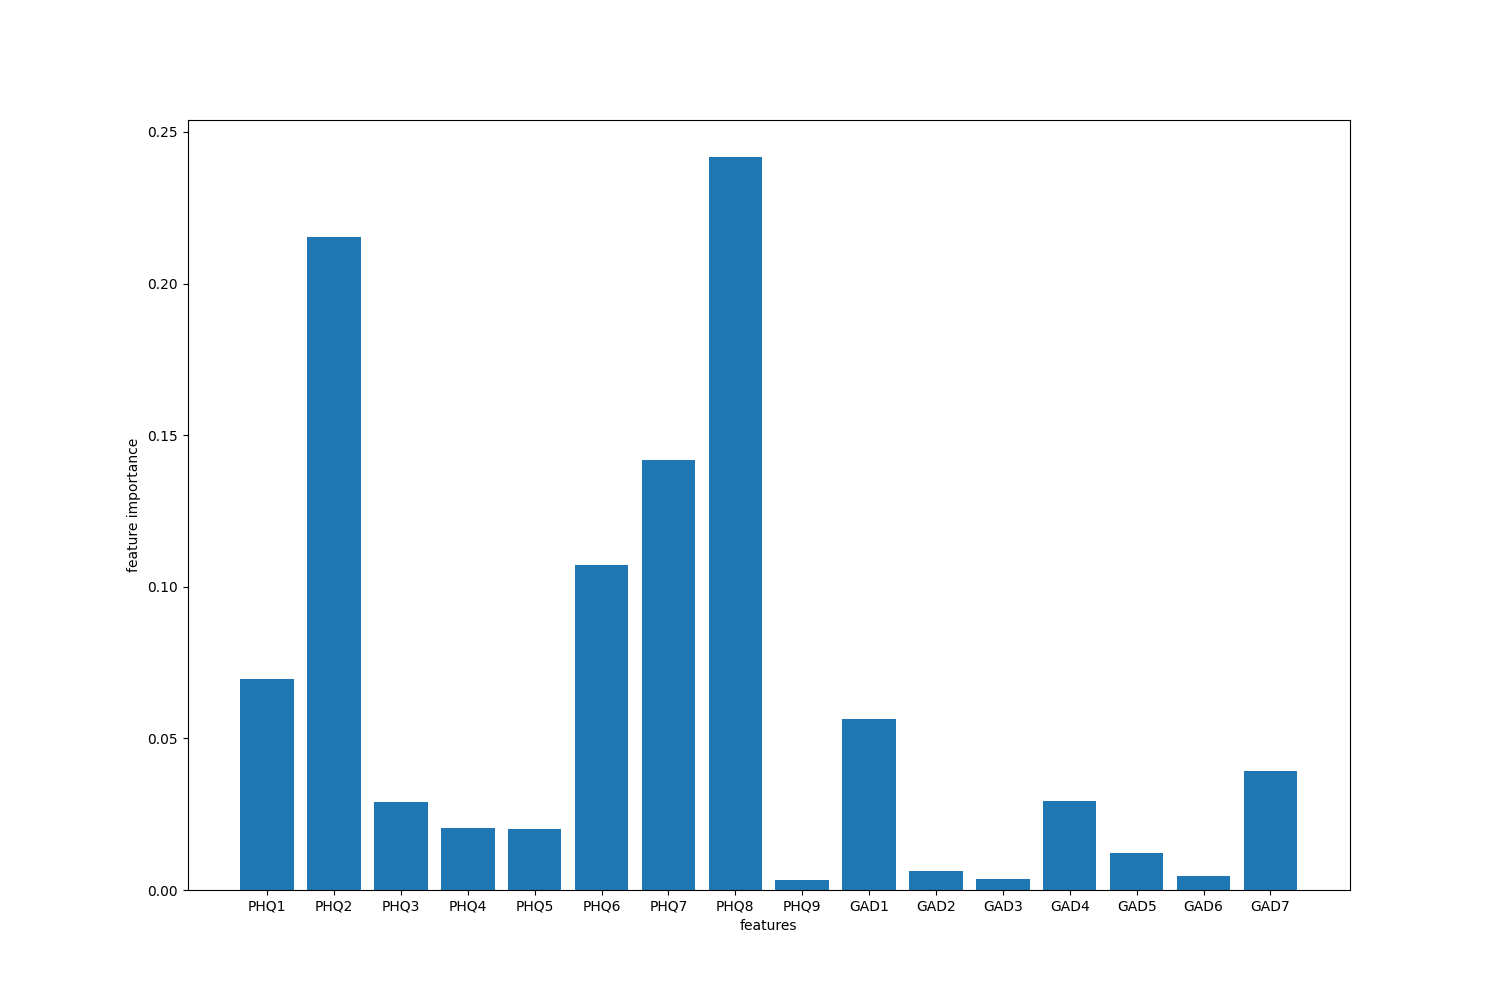 0.25
0.20
0.15
0.10
0.05
0.00
feature importance
PHQ1 PHQ2 PHQ3 PHQ4 PHQ5 PHQ6 PHQ7 PHQ8 PHQ9 GAD1 GAD2 GAD3 GAD4 GAD5 GAD6 GAD7
features